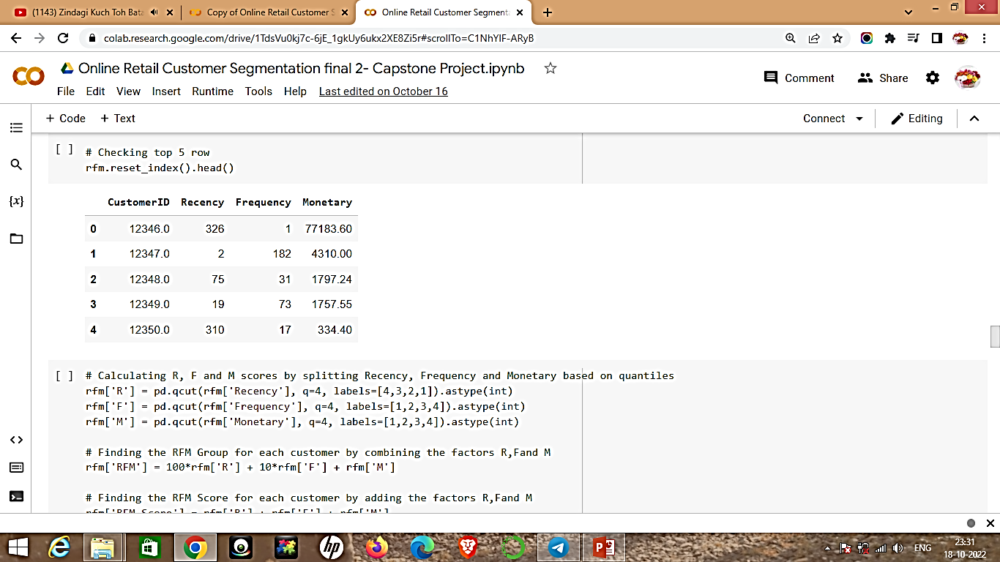 (1143) Zindagi Kuch Toh Bata
Copy of Online Retail Customer S
Online Retail Customer Segmenta
colab.research.google.com/drive/1TdsVu0kj7c-6jE_1gkUy6ukx2XE8Zi5r#scrollTo=C1NhYlF-ARyB
Online Retail Customer Segmentation final 2- Capstone Project.ipynb
Comment
Share
File Edit View Insert Runtime Tools Help Last edited on October 16
+ Code + Text
Connect
Editing
[ ] # Checking top 5 row
rfm.reset_index().head()
CustomerID Recency Frequency Monetary
0 12346.0 326 1 77183.60
1 12347.0 2 182 4310.00
2 12348.0 75 31 1797.24
3 12349.0 19 73 1757.55
4 12350.0 310 17 334.40
[ ] # Calculating R, F and M scores by splitting Recency, Frequency and Monetary based on quantiles
rfm['R'] = pd.qcut(rfm['Recency'], q=4, labels=[4,3,2,1]).astype(int)
rfm['F'] = pd.qcut(rfm['Frequency'], q=4, labels=[1,2,3,4]).astype(int)
rfm['M'] = pd.qcut(rfm['Monetary'], q=4, labels=[1,2,3,4]).astype(int)
# Finding the RFM Group for each customer by combining the factors R,Fand M
rfm['RFM'] = 100*rfm['R'] + 10*rfm['F'] + rfm['M']
# Finding the RFM Score for each customer by adding the factors R,Fand M
rfm['RFM Score'] = rfm['R'] + rfm['F'] + rfm['M']
{x}
hp
P
ENG
23:31
18-10-2022